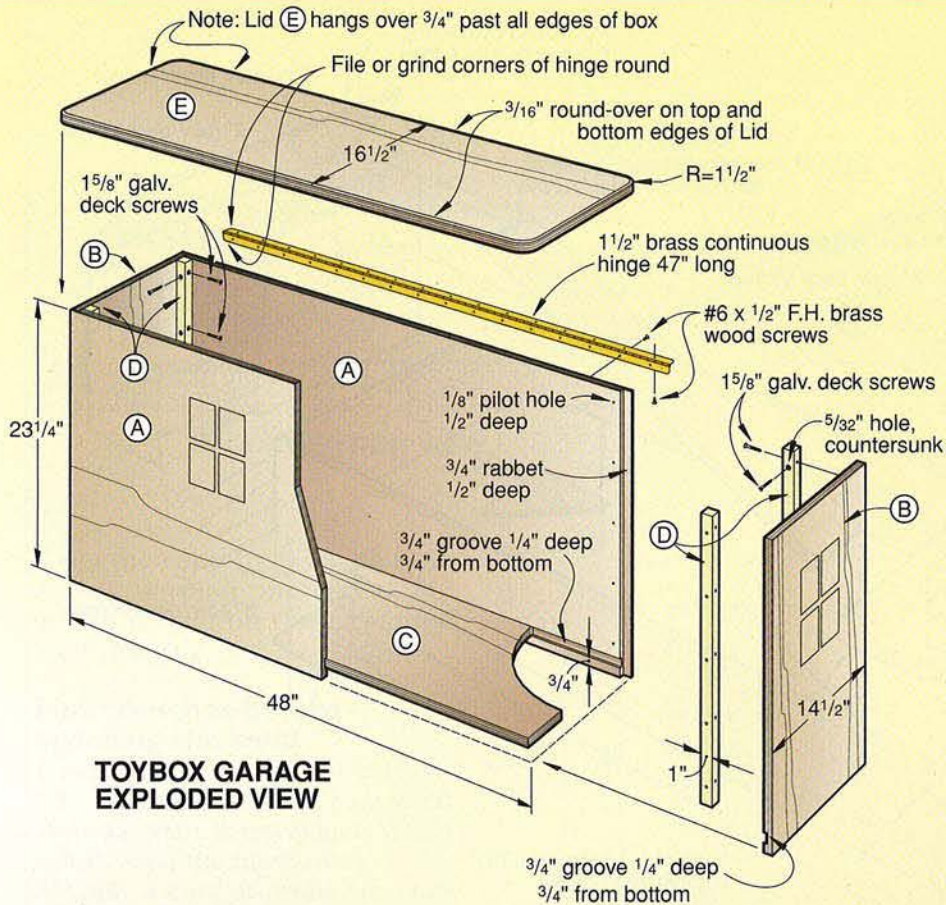 Note: Lid Ⓔ hangs over 3/4" past all edges of box
File or grind corners of hinge round
E
3/16" round-over on top and
bottom edges of Lid
16 1/2"
R=1 1/2"
1 5/8" galv.
deck screws
1 1/2" brass continuous
hinge 47" long
B
#6 x 1/2" F.H. brass
wood screws
D
A
A
1 5/8" galv. deck screws
23 1/4"
1/8" pilot hole
1/2" deep
5/32" hole,
countersunk
3/4" rabbet
1/2" deep
B
D
3/4" groove 1/4" deep
3/4" from bottom
C
3/4"
48"
14 1/2"
1"
TOYBOX GARAGE
EXPLODED VIEW
3/4" groove 1/4" deep
3/4" from bottom